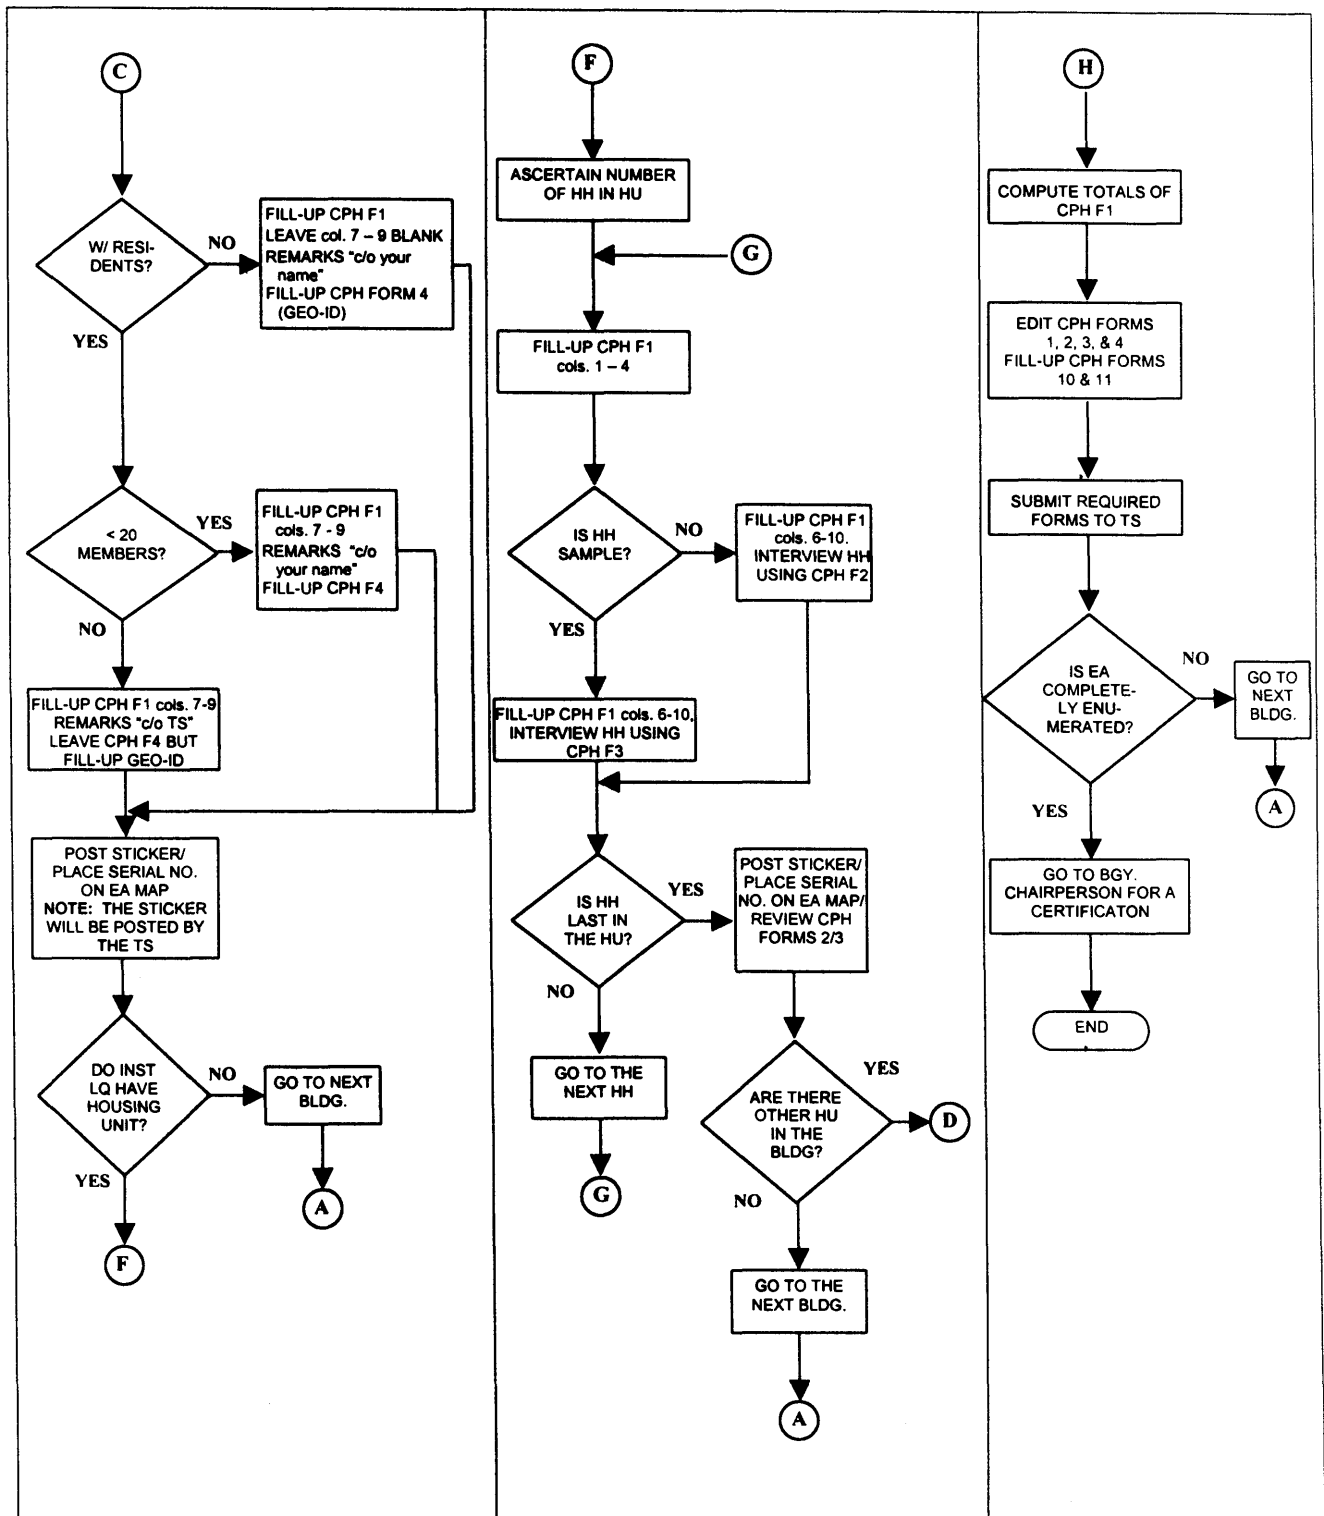 C
W/ RESI-
DENTS?
NO
FILL-UP CPH F1
LEAVE col. 7 – 9 BLANK
REMARKS “c/o your
name”
FILL-UP CPH FORM 4
(GEO-ID)
YES
< 20
MEMBERS?
YES
FILL-UP CPH F1
cols. 7 - 9
REMARKS “c/o
your name”
FILL-UP CPH F4
NO
FILL-UP CPH F1 cols. 7-9
REMARKS “c/o TS”
LEAVE CPH F4 BUT
FILL-UP GEO-ID
POST STICKER/
PLACE SERIAL NO.
ON EA MAP
NOTE: THE STICKER
WILL BE POSTED BY
THE TS
DO INST
LQ HAVE
HOUSING
UNIT?
NO
GO TO NEXT
BLDG.
YES
A
F
F
ASCERTAIN NUMBER
OF HH IN HU
G
FILL-UP CPH F1
cols. 1 – 4
IS HH
SAMPLE?
NO
FILL-UP CPH F1
cols. 6-10.
INTERVIEW HH
USING CPH F2
YES
FILL-UP CPH F1 cols. 6-10,
INTERVIEW HH USING
CPH F3
IS HH
LAST IN
THE HU?
YES
POST STICKER/
PLACE SERIAL
NO. ON EA MAP/
REVIEW CPH
FORMS 2/3
NO
GO TO THE
NEXT HH
G
ARE THERE
OTHER HU
IN THE
BLDG?
YES
D
NO
GO TO THE
NEXT BLDG.
A
H
COMPUTE TOTALS OF
CPH F1
EDIT CPH FORMS
1, 2, 3, & 4
FILL-UP CPH FORMS
10 & 11
SUBMIT REQUIRED
FORMS TO TS
IS EA
COMPLETE-
LY ENU-
MERATED?
NO
GO TO
NEXT
BLDG.
A
YES
GO TO BGY.
CHAIRPERSON FOR A
CERTIFICATON
END